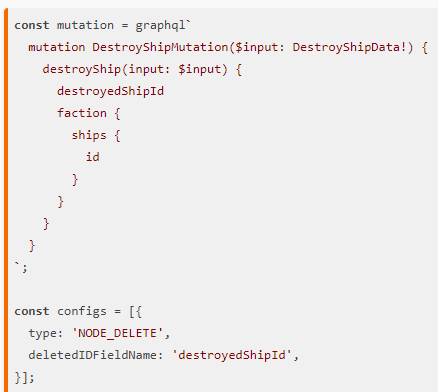 const mutation = graphql`
  mutation DestroyShipMutation($input: DestroyShipData!) {
    destroyShip(input: $input) {
      destroyedShipId
      faction {
        ships {
          id
        }
      }
    }
  }
`;

const configs = [{
  type: 'NODE_DELETE',
  deletedIDFieldName: 'destroyedShipId',
}];